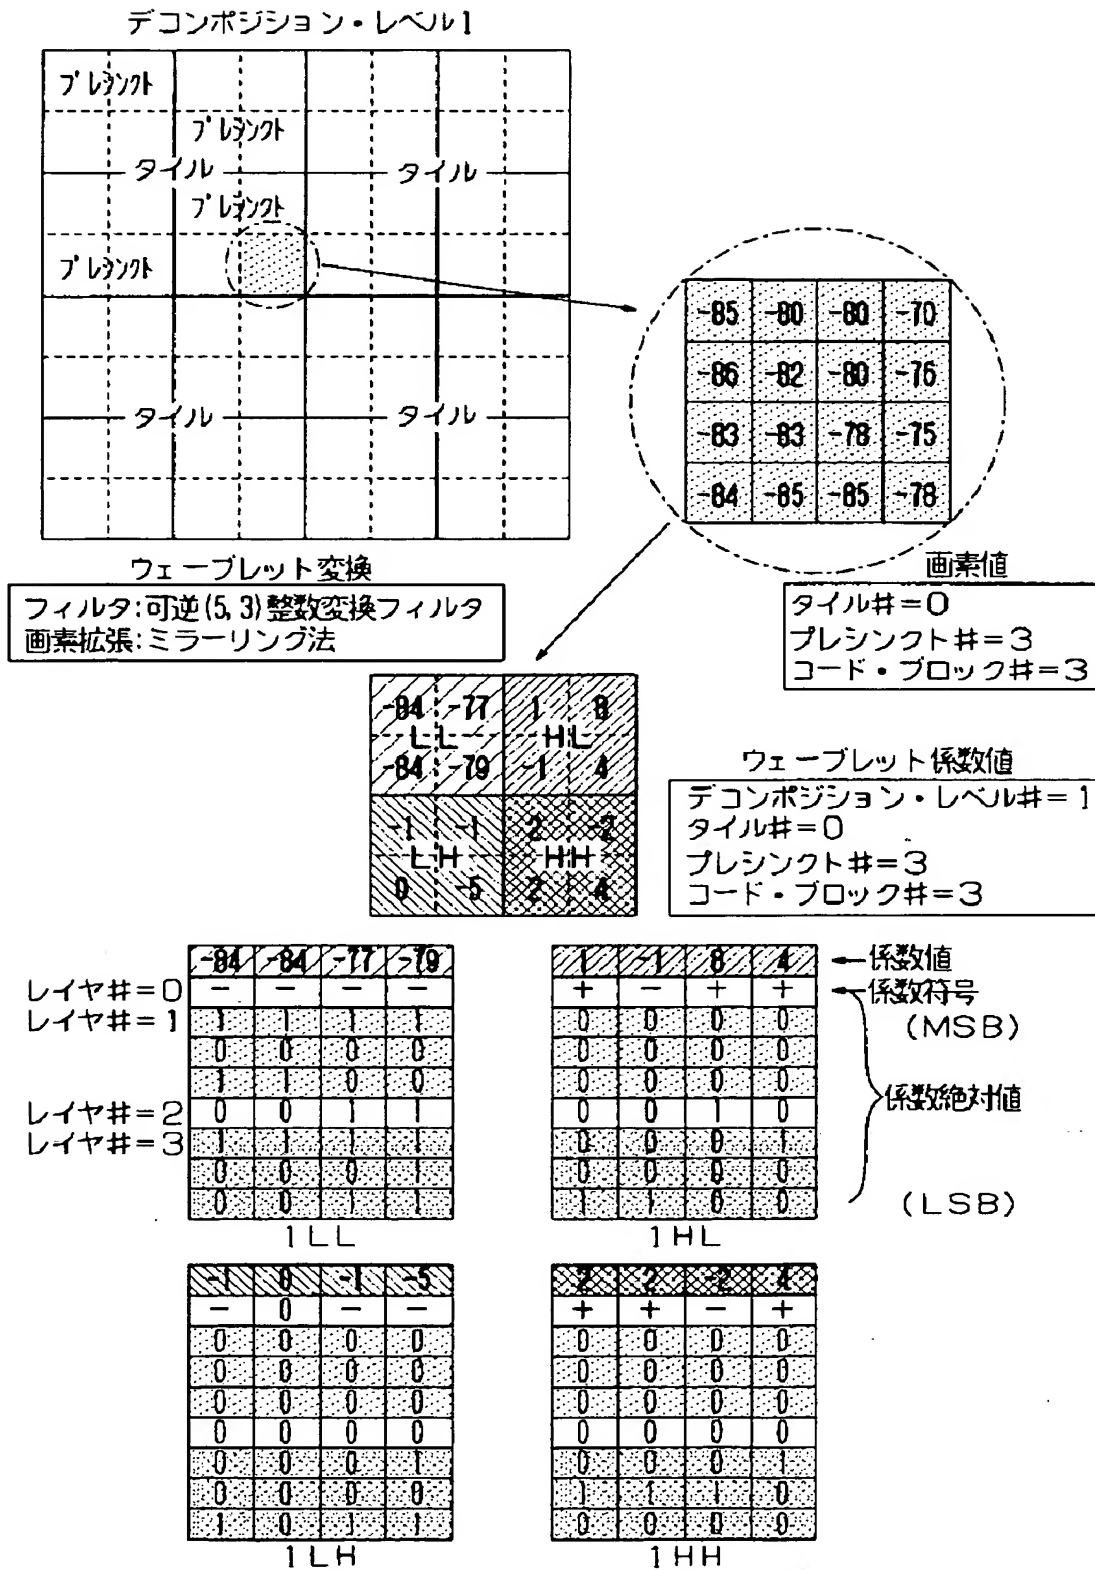 デコンポジション・レベル1
プレシンクト
プレシンクト
タイル タイル
プレシンクト
プレシンクト
タイル タイル
-85 -80 -80 -70
-86 -82 -80 -76
-83 -83 -78 -75
-84 -85 -85 -78
画素値
タイル#=0
プレシンクト#=3
コード・ブロック#=3
ウェーブレット変換
フィルタ:可逆(5,3)整数変換フィルタ
画素拡張:ミラーリング法
-84 -77 1 8
LL HL
-84 -79 -1 4
-1 -1 2 -2
LH HH
0 -5 2 4
ウェーブレット係数値
デコンポジション・レベル#=1
タイル#=0
プレシンクト#=3
コード・ブロック#=3
-84 -84 -77 -79
レイヤ#=0 - - - -
レイヤ#=1 1 1 1 1
0 0 0 0
1 1 0 0
レイヤ#=2 0 0 1 1
レイヤ#=3 1 1 1 1
0 0 0 1
0 0 1 1
1LL
1 -1 8 4 係数値
+ - + + 係数符号
0 0 0 0 (MSB)
0 0 0 0
0 0 0 0
0 0 1 0 係数絶対値
0 0 0 1
0 0 0 0
1 1 0 0 (LSB)
1HL
-1 0 -1 -5
- 0 - -
0 0 0 0
0 0 0 0
0 0 0 0
0 0 0 0
0 0 0 1
0 0 0 0
1 0 1 1
1LH
2 2 -2 4
+ + - +
0 0 0 0
0 0 0 0
0 0 0 0
0 0 0 0
0 0 0 1
1 1 1 0
0 0 0 0
1HH